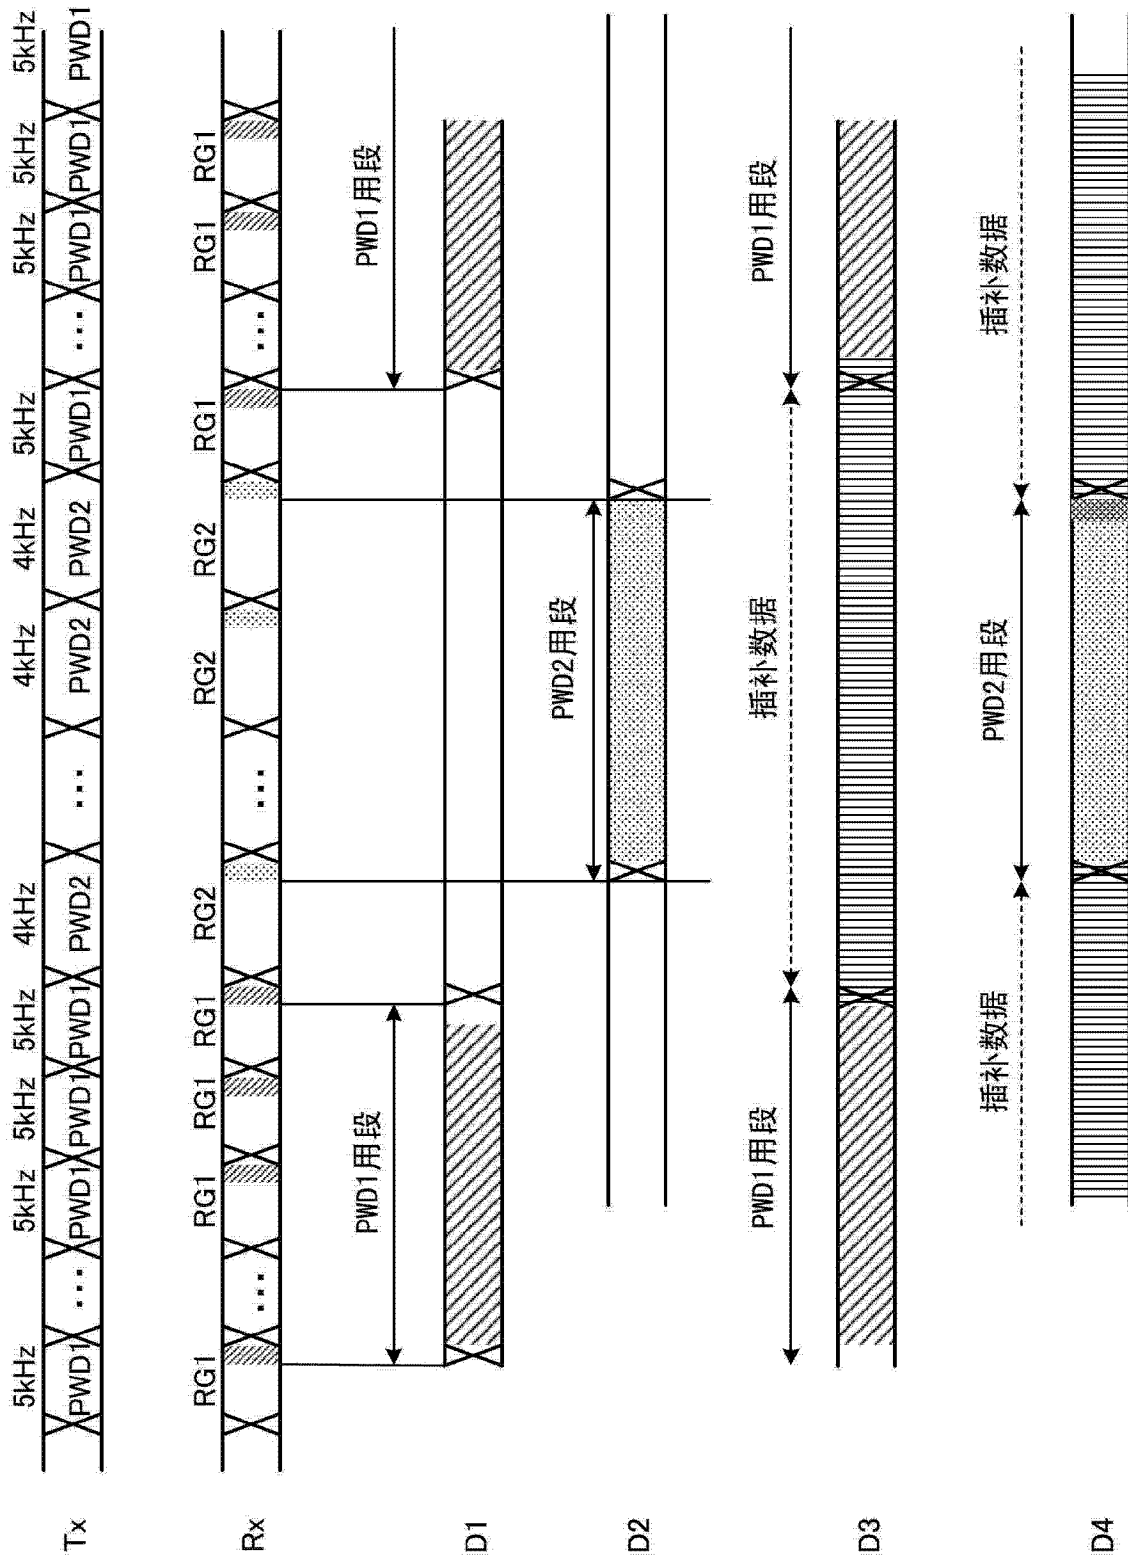 5kHz 5kHz 5kHz 5kHz 4kHz 4kHz 4kHz 5kHz 5kHz 5kHz 5kHz
Tx PWD1 ... PWD1 PWD1 PWD1 PWD2 ... PWD2 PWD2 PWD1 ... PWD1 PWD1 PWD1
RG1 RG1 RG1 RG1 RG2 RG2 RG2 RG1 RG1 RG1
Rx ... ... ...
PWD1用段 PWD1用段
D1
PWD2用段
D2
PWD1用段 插补数据 PWD1用段
D3
插补数据 PWD2用段 插补数据
D4